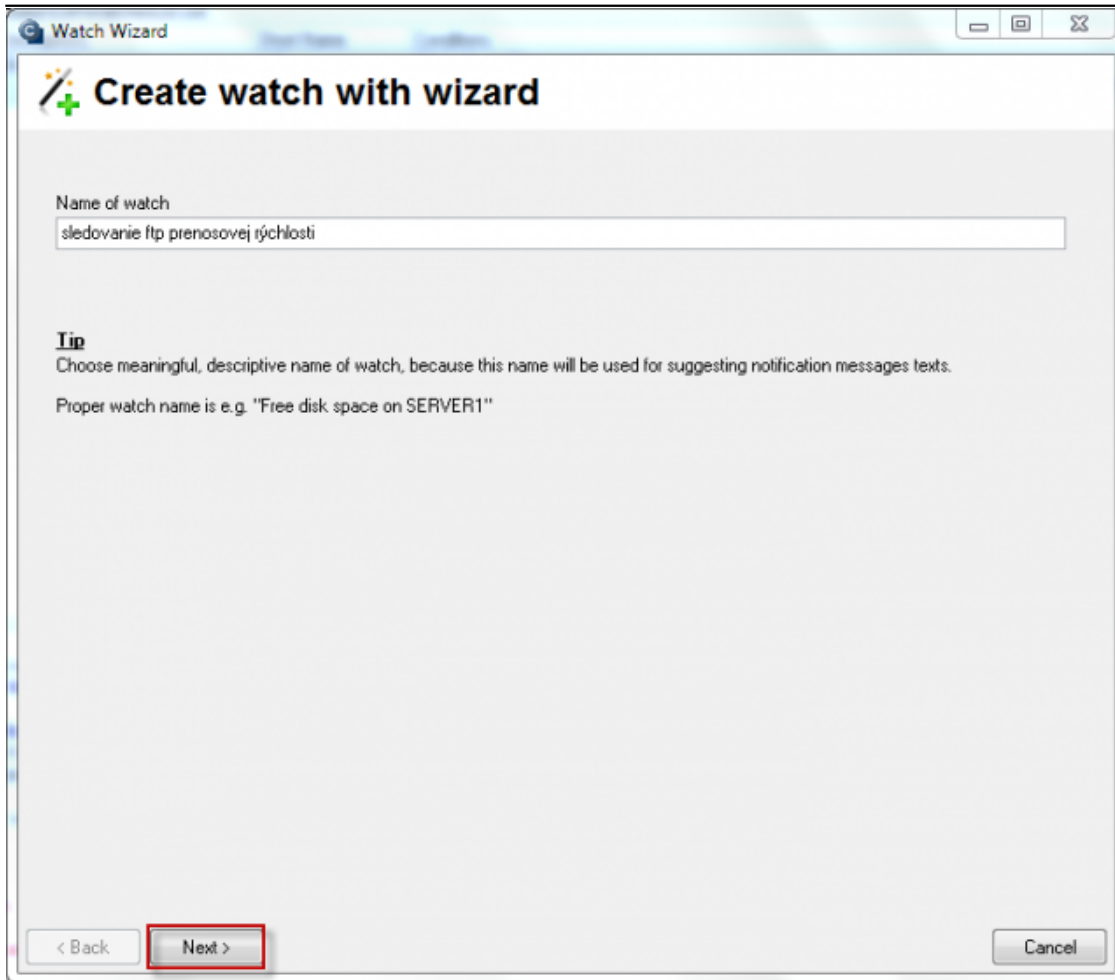 Watch Wizard
Create watch with wizard
Name of watch
sledovanie ftp prenosovej rýchlosti
Tip
Choose meaningful, descriptive name of watch, because this name will be used for suggesting notification messages texts.
Proper watch name is e.g. "Free disk space on SERVER1"
< Back
Next >
Cancel